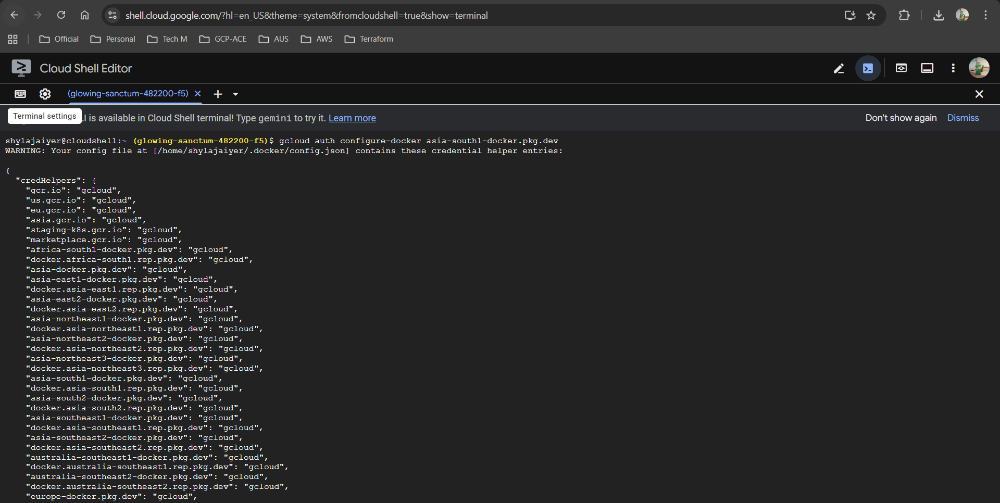 shell.cloud.google.com/?hl=en_US&theme=system&fromcloudshell=true&show=terminal
Official Personal Tech M GCP-ACE AUS AWS Terraform
Cloud Shell Editor
(glowing-sanctum-482200-f5)
Terminal settings
LI is available in Cloud Shell terminal! Type gemini to try it. Learn more Don't show again Dismiss
shylajaiyer@cloudshell:~ (glowing-sanctum-482200-f5)$ gcloud auth configure-docker asia-south1-docker.pkg.dev
WARNING: Your config file at [/home/shylajaiyer/.docker/config.json] contains these credential helper entries:
{
"credHelpers": {
"gcr.io": "gcloud",
"us.gcr.io": "gcloud",
"eu.gcr.io": "gcloud",
"asia.gcr.io": "gcloud",
"staging-k8s.gcr.io": "gcloud",
"marketplace.gcr.io": "gcloud",
"africa-south1-docker.pkg.dev": "gcloud",
"docker.africa-south1.rep.pkg.dev": "gcloud",
"asia-docker.pkg.dev": "gcloud",
"asia-east1-docker.pkg.dev": "gcloud",
"docker.asia-east1.rep.pkg.dev": "gcloud",
"asia-east2-docker.pkg.dev": "gcloud",
"docker.asia-east2.rep.pkg.dev": "gcloud",
"asia-northeast1-docker.pkg.dev": "gcloud",
"docker.asia-northeast1.rep.pkg.dev": "gcloud",
"asia-northeast2-docker.pkg.dev": "gcloud",
"docker.asia-northeast2.rep.pkg.dev": "gcloud",
"asia-northeast3-docker.pkg.dev": "gcloud",
"docker.asia-northeast3.rep.pkg.dev": "gcloud",
"asia-south1-docker.pkg.dev": "gcloud",
"docker.asia-south1.rep.pkg.dev": "gcloud",
"asia-south2-docker.pkg.dev": "gcloud",
"docker.asia-south2.rep.pkg.dev": "gcloud",
"asia-southeast1-docker.pkg.dev": "gcloud",
"docker.asia-southeast1.rep.pkg.dev": "gcloud",
"asia-southeast2-docker.pkg.dev": "gcloud",
"docker.asia-southeast2.rep.pkg.dev": "gcloud",
"australia-southeast1-docker.pkg.dev": "gcloud",
"docker.australia-southeast1.rep.pkg.dev": "gcloud",
"australia-southeast2-docker.pkg.dev": "gcloud",
"docker.australia-southeast2.rep.pkg.dev": "gcloud",
"europe-docker.pkg.dev": "gcloud",